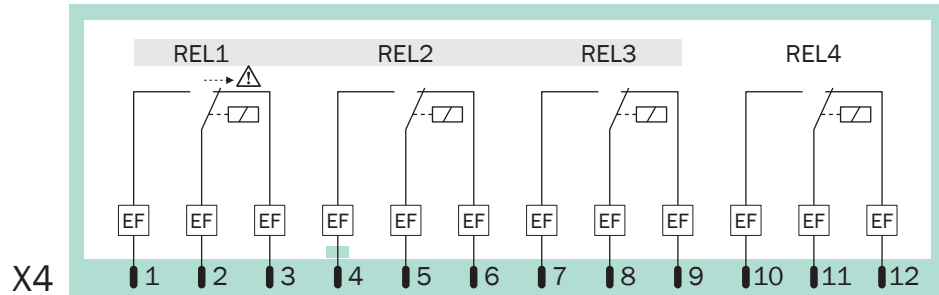 REL1 REL2 REL3 REL4
EF EF EF EF EF EF EF EF EF EF EF EF
X4 1 2 3 4 5 6 7 8 9 10 11 12